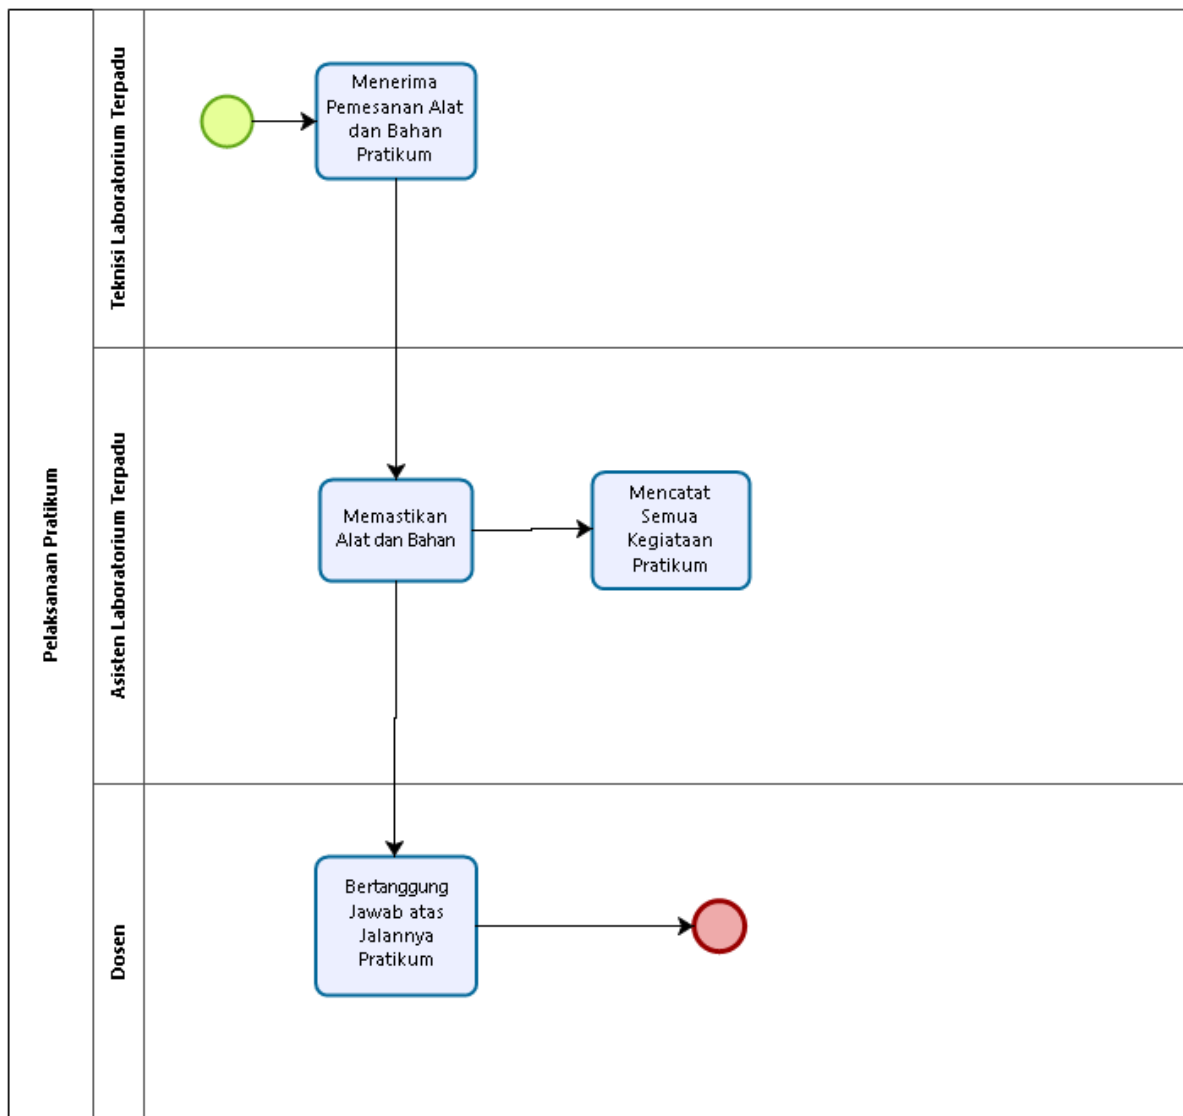 Pelaksanaan Pratikum
Teknisi Laboratorium Terpadu
Menerima
Pemesanan Alat
dan Bahan
Pratikum
Asisten Laboratorium Terpadu
Memastikan
Alat dan Bahan
Mencatat
Semua
Kegiataan
Pratikum
Dosen
Bertanggung
Jawab atas
Jalannya
Pratikum